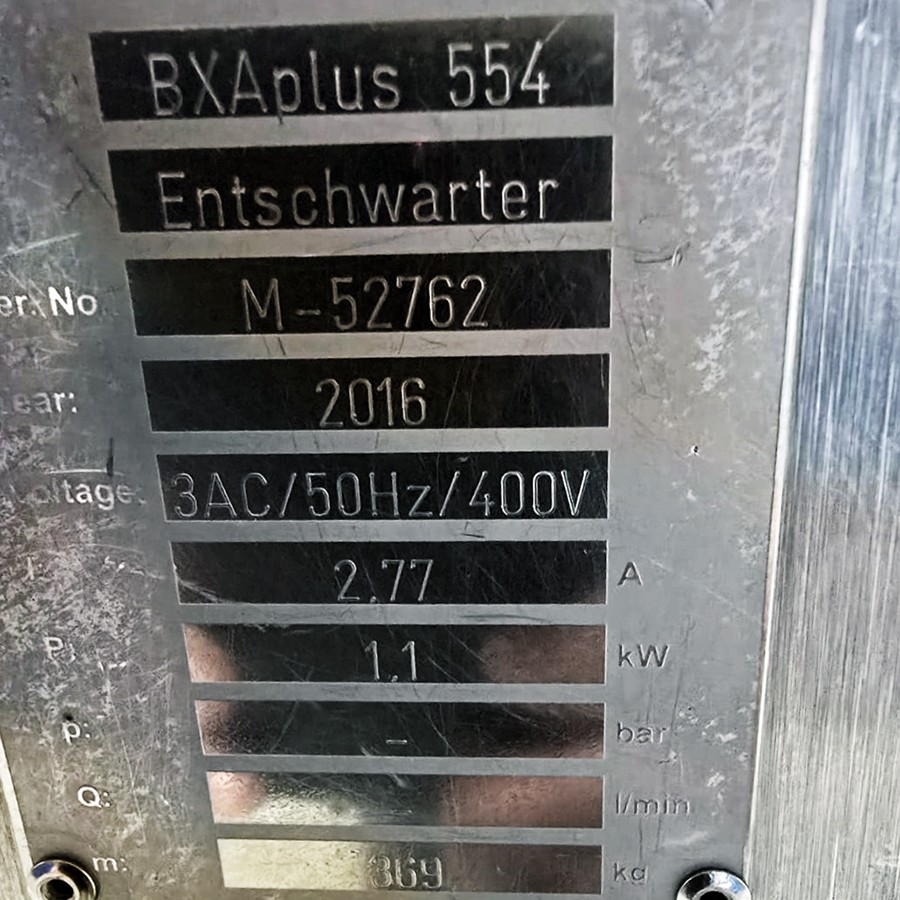 BXAplus 554
Entschwarter
er. No M-52762
ear: 2016
oltage: 3AC/50Hz/400V
2.77 A
P: 1.1 kW
p: – bar
Q: – l/min
m: 369 kg